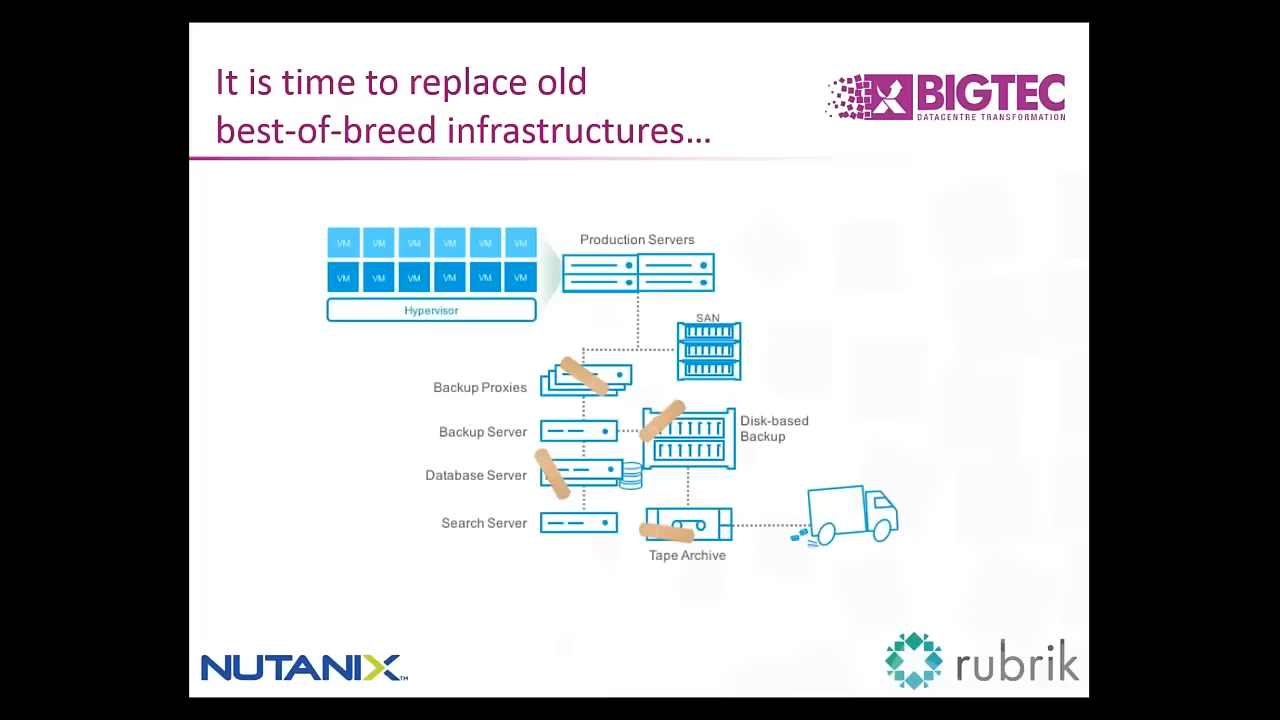 It is time to replace old
best-of-breed infrastructures...
BIGTEC
DATACENTRE TRANSFORMATION
VM VM VM VM VM VM
VM VM VM VM VM VM
Hypervisor
Production Servers
SAN
Backup Proxies
Backup Server
Disk-based
Backup
Database Server
Search Server
Tape Archive
NUTANIX™
rubrik